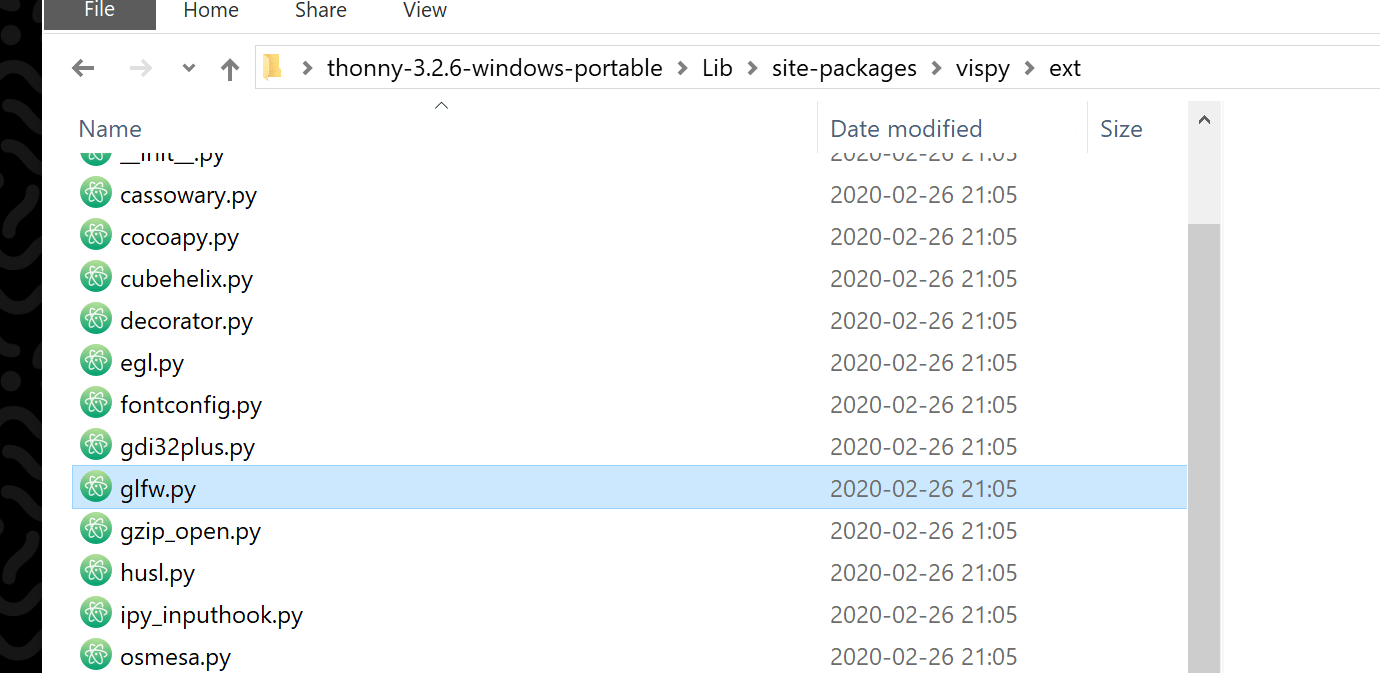 File Home Share View
thonny-3.2.6-windows-portable Lib site-packages vispy ext
Name Date modified Size
__init__.py 2020-02-26 21:05
cassowary.py 2020-02-26 21:05
cocoapy.py 2020-02-26 21:05
cubehelix.py 2020-02-26 21:05
decorator.py 2020-02-26 21:05
egl.py 2020-02-26 21:05
fontconfig.py 2020-02-26 21:05
gdi32plus.py 2020-02-26 21:05
glfw.py 2020-02-26 21:05
gzip_open.py 2020-02-26 21:05
husl.py 2020-02-26 21:05
ipy_inputhook.py 2020-02-26 21:05
osmesa.py 2020-02-26 21:05